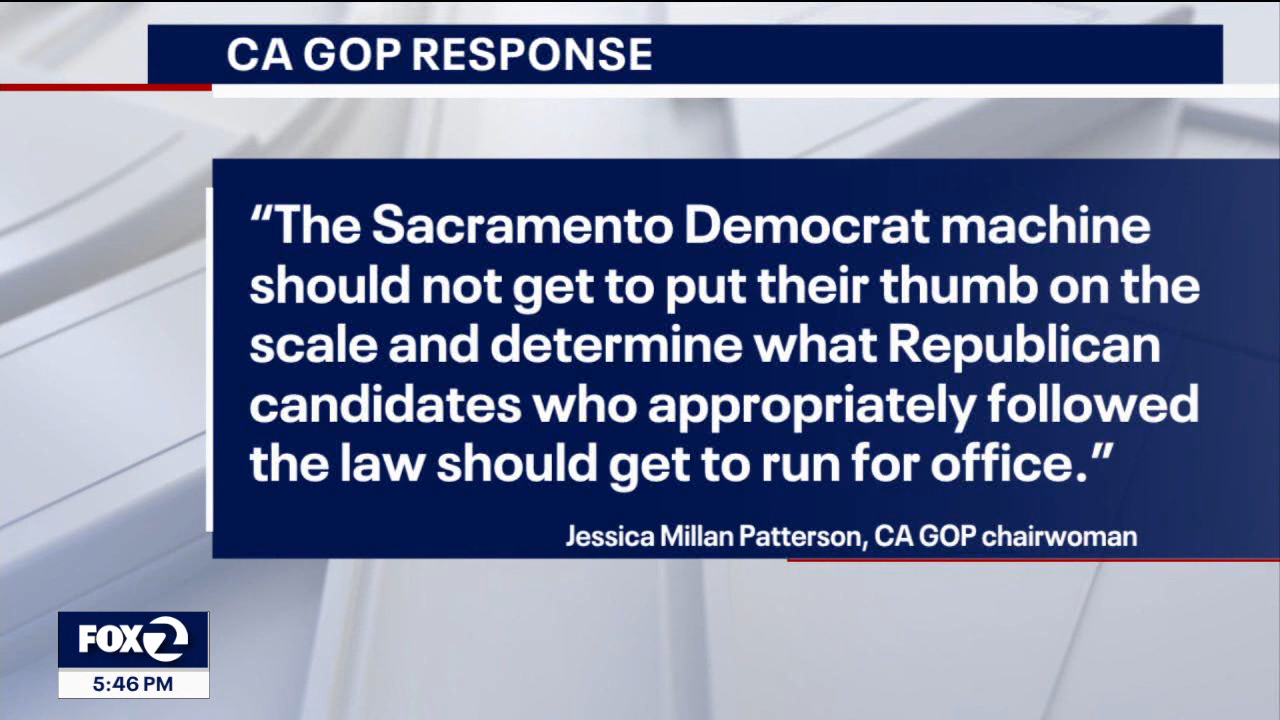 CA GOP RESPONSE
“The Sacramento Democrat machine
should not get to put their thumb on the
scale and determine what Republican
candidates who appropriately followed
the law should get to run for office.”
Jessica Millan Patterson, CA GOP chairwoman
FOX 2
5:46 PM